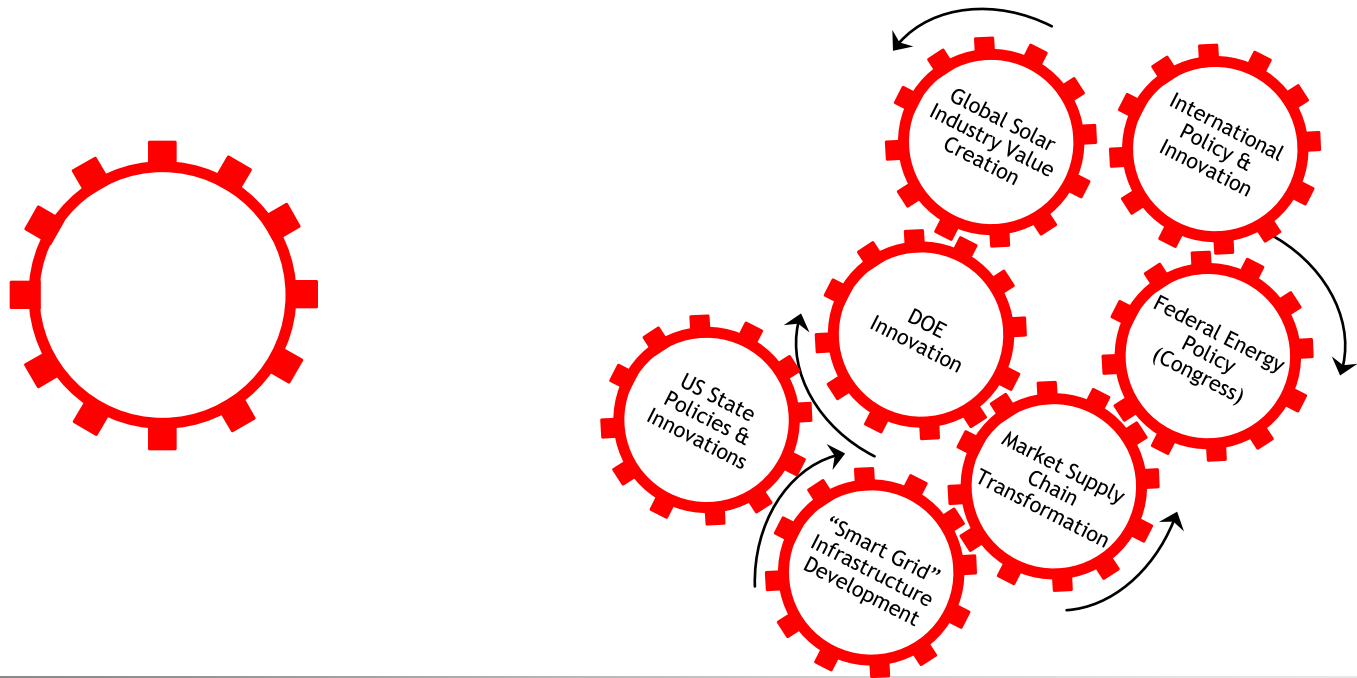 Global Solar
Industry Value
Creation
International
Policy &
Innovation
DOE
Innovation
Federal Energy
Policy
(Congress)
US State
Policies &
Innovations
Market Supply
Chain
Transformation
“Smart Grid”
Infrastructure
Development